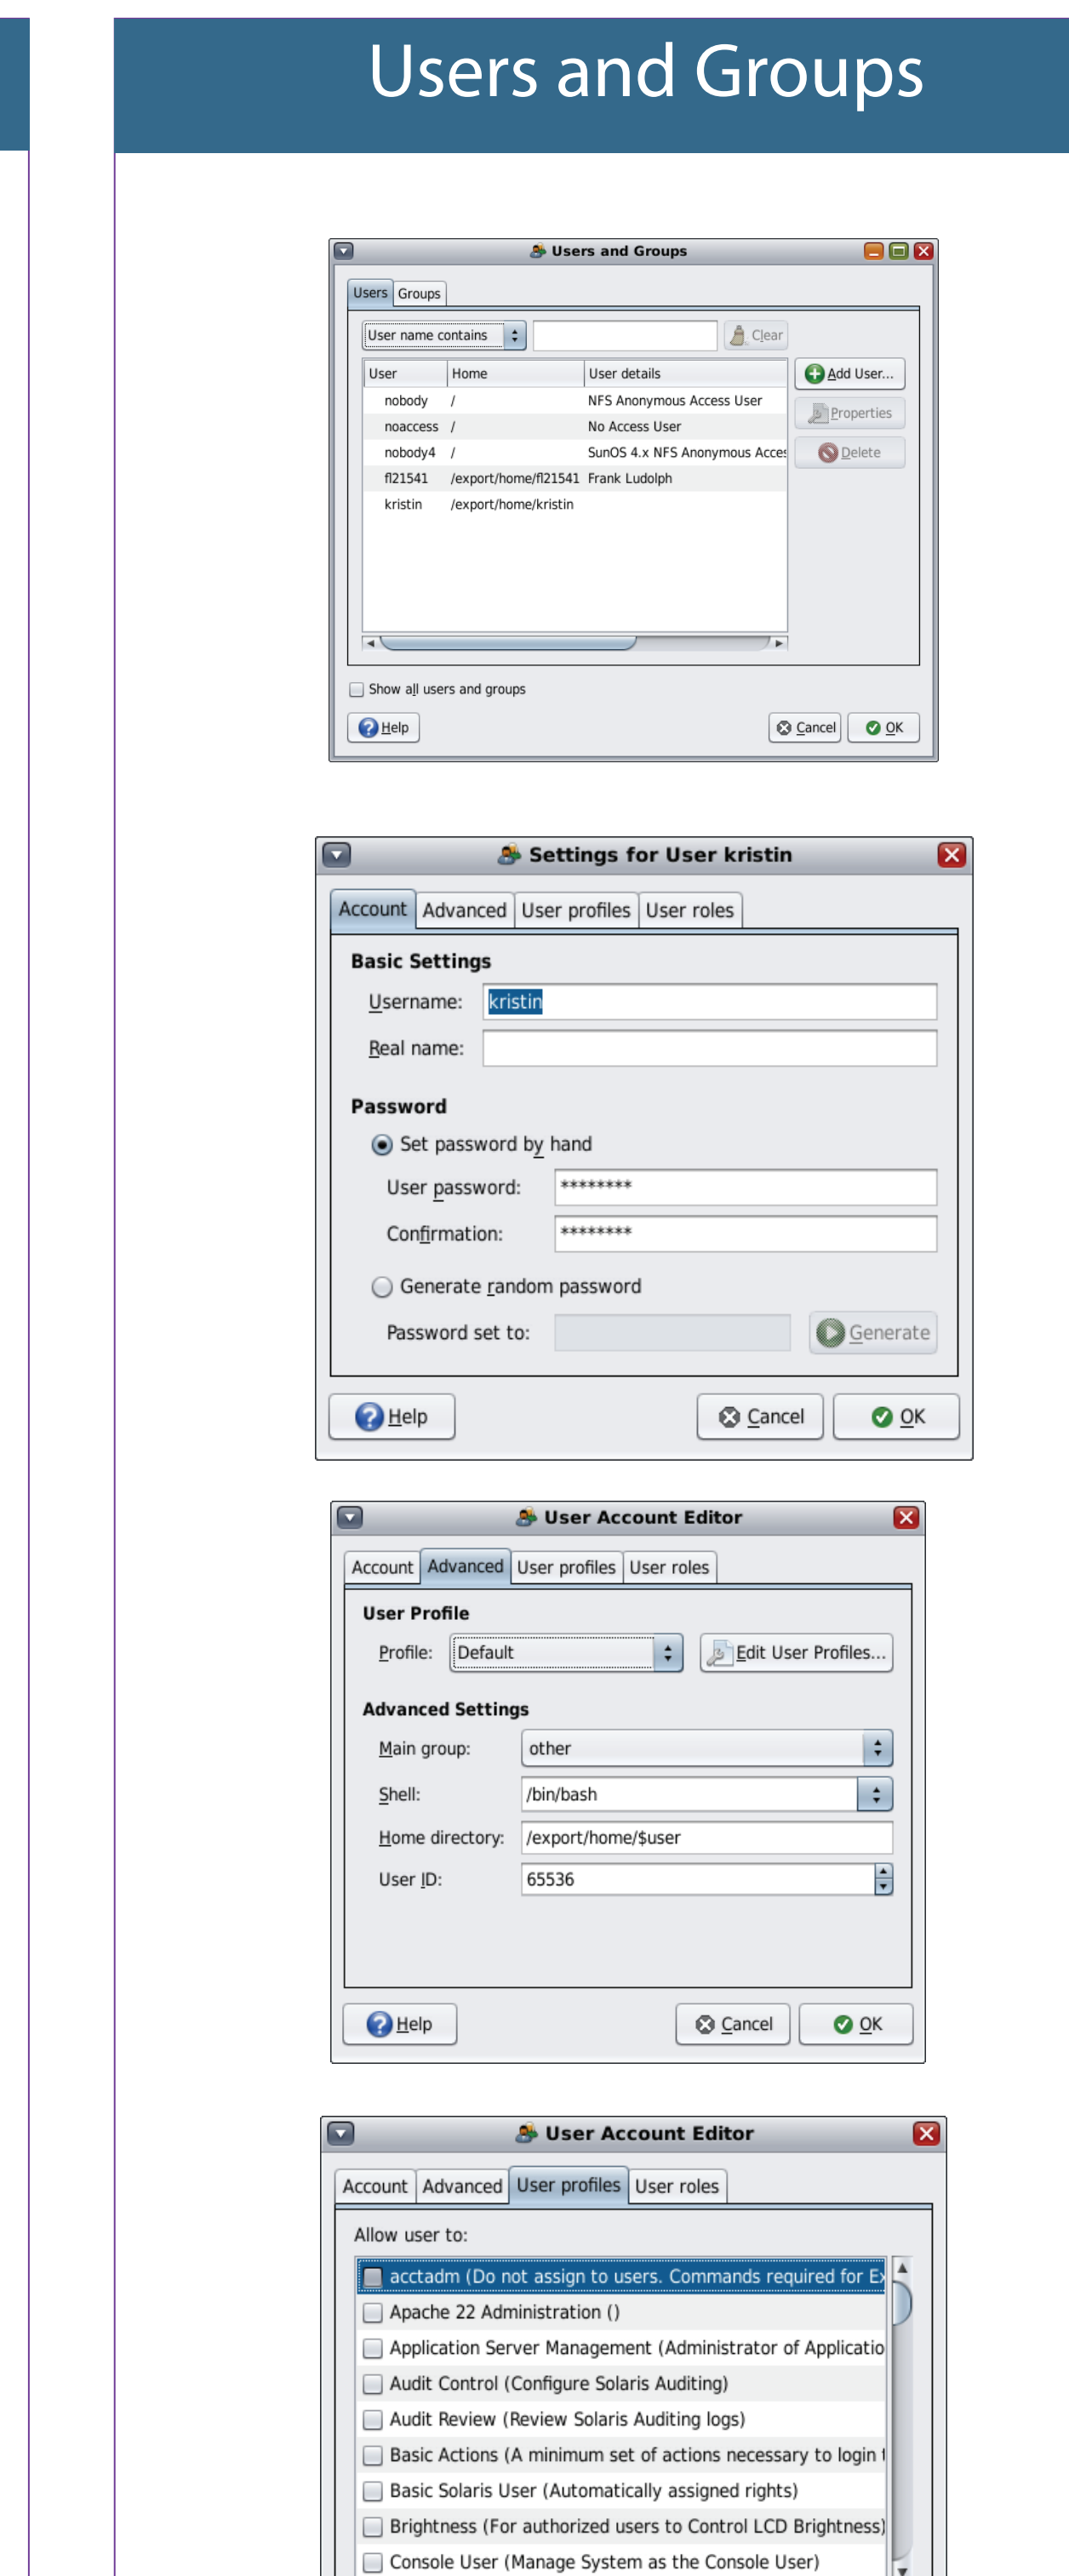 Users and Groups
Users and Groups
Users Groups
User name contains Clear
User Home User details Add User...
nobody / NFS Anonymous Access User Properties
noaccess / No Access User
nobody4 / SunOS 4.x NFS Anonymous Acces Delete
fl21541 /export/home/fl21541 Frank Ludolph
kristin /export/home/kristin
Show all users and groups
Help Cancel OK
Settings for User kristin
Account Advanced User profiles User roles
Basic Settings
Username: kristin
Real name:
Password
Set password by hand
User password: ********
Confirmation: ********
Generate random password
Password set to: Generate
Help Cancel OK
User Account Editor
Account Advanced User profiles User roles
User Profile
Profile: Default Edit User Profiles...
Advanced Settings
Main group: other
Shell: /bin/bash
Home directory: /export/home/$user
User ID: 65536
Help Cancel OK
User Account Editor
Account Advanced User profiles User roles
Allow user to:
acctadm (Do not assign to users. Commands required for Ex
Apache 22 Administration ()
Application Server Management (Administrator of Applicatio
Audit Control (Configure Solaris Auditing)
Audit Review (Review Solaris Auditing logs)
Basic Actions (A minimum set of actions necessary to login
Basic Solaris User (Automatically assigned rights)
Brightness (For authorized users to Control LCD Brightness)
Console User (Manage System as the Console User)